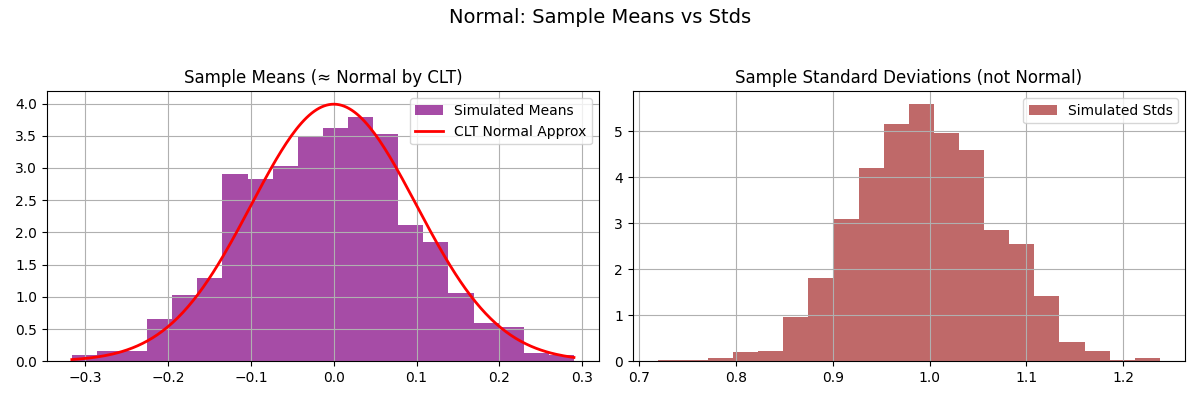 Normal: Sample Means vs Stds
Sample Means (≈ Normal by CLT)
Simulated Means
CLT Normal Approx
4.0
3.5
3.0
2.5
2.0
1.5
1.0
0.5
0.0
−0.3 −0.2 −0.1 0.0 0.1 0.2 0.3
Sample Standard Deviations (not Normal)
Simulated Stds
5
4
3
2
1
0
0.7 0.8 0.9 1.0 1.1 1.2